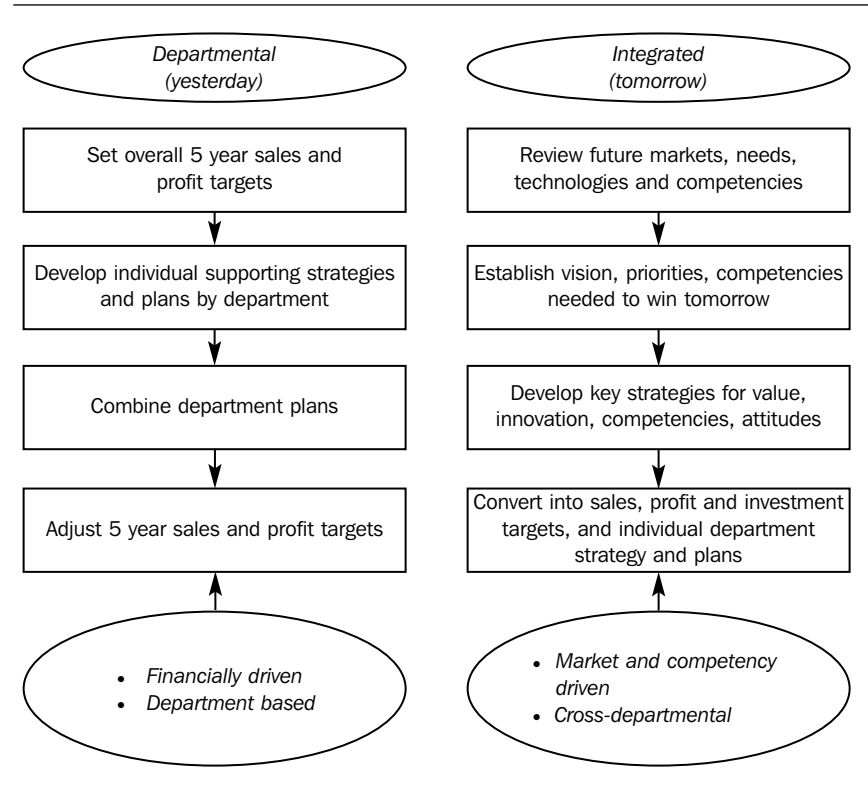 Departmental
(yesterday)
Set overall 5 year sales and
profit targets
Develop individual supporting strategies
and plans by department
Combine department plans
Adjust 5 year sales and profit targets
• Financially driven
• Department based
Integrated
(tomorrow)
Review future markets, needs,
technologies and competencies
Establish vision, priorities, competencies
needed to win tomorrow
Develop key strategies for value,
innovation, competencies, attitudes
Convert into sales, profit and investment
targets, and individual department
strategy and plans
• Market and competency
driven
• Cross-departmental